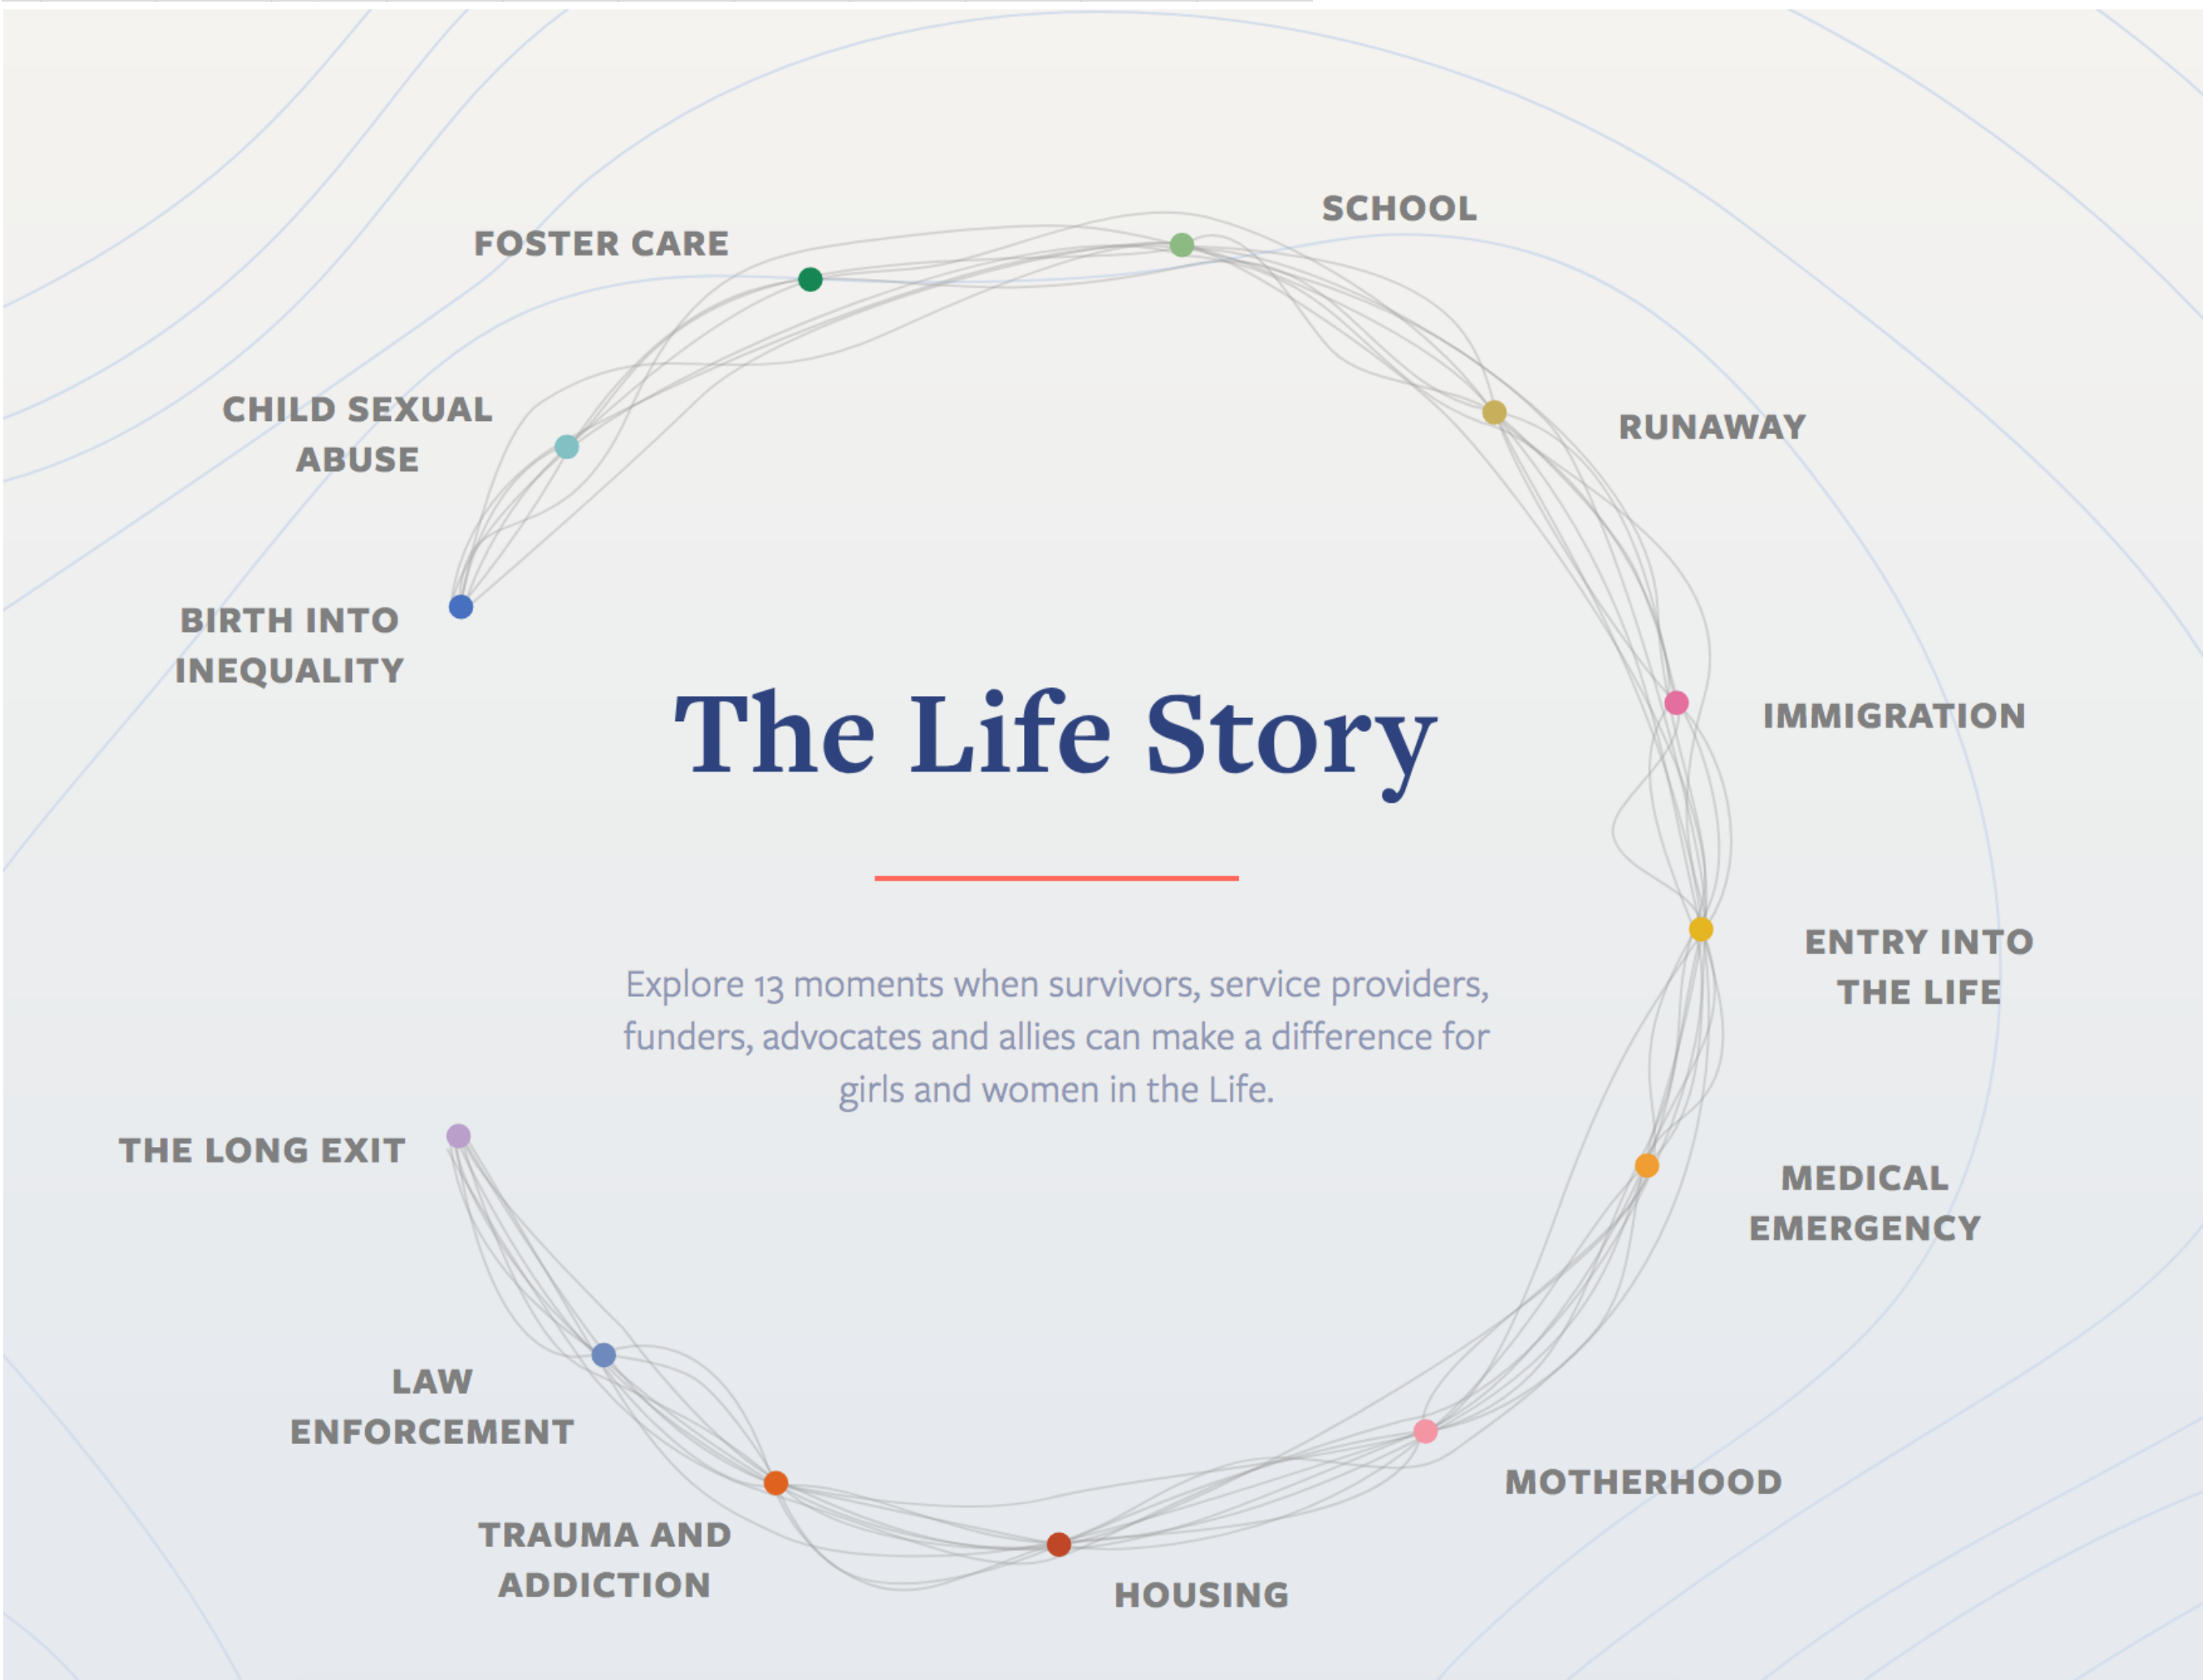 FOSTER CARE
SCHOOL
CHILD SEXUAL
ABUSE
RUNAWAY
BIRTH INTO
INEQUALITY
The Life Story
IMMIGRATION
Explore 13 moments when survivors, service providers,
funders, advocates and allies can make a difference for
girls and women in the Life.
ENTRY INTO
THE LIFE
THE LONG EXIT
MEDICAL
EMERGENCY
LAW
ENFORCEMENT
MOTHERHOOD
TRAUMA AND
ADDICTION
HOUSING